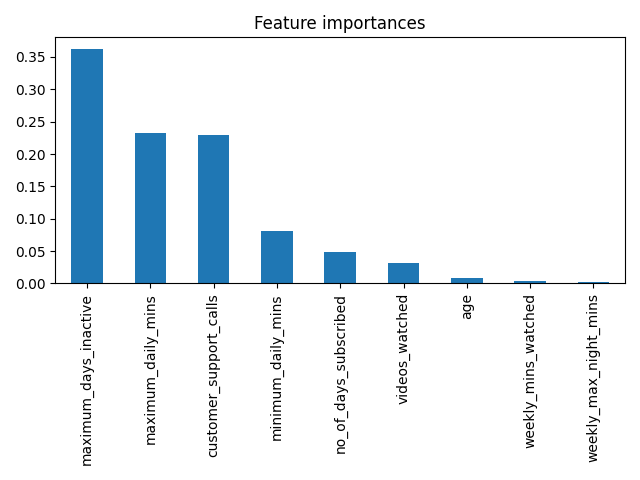 Feature importances
0.35
0.30
0.25
0.20
0.15
0.10
0.05
0.00
maximum_days_inactive
maximum_daily_mins
customer_support_calls
minimum_daily_mins
no_of_days_subscribed
videos_watched
age
weekly_mins_watched
weekly_max_night_mins